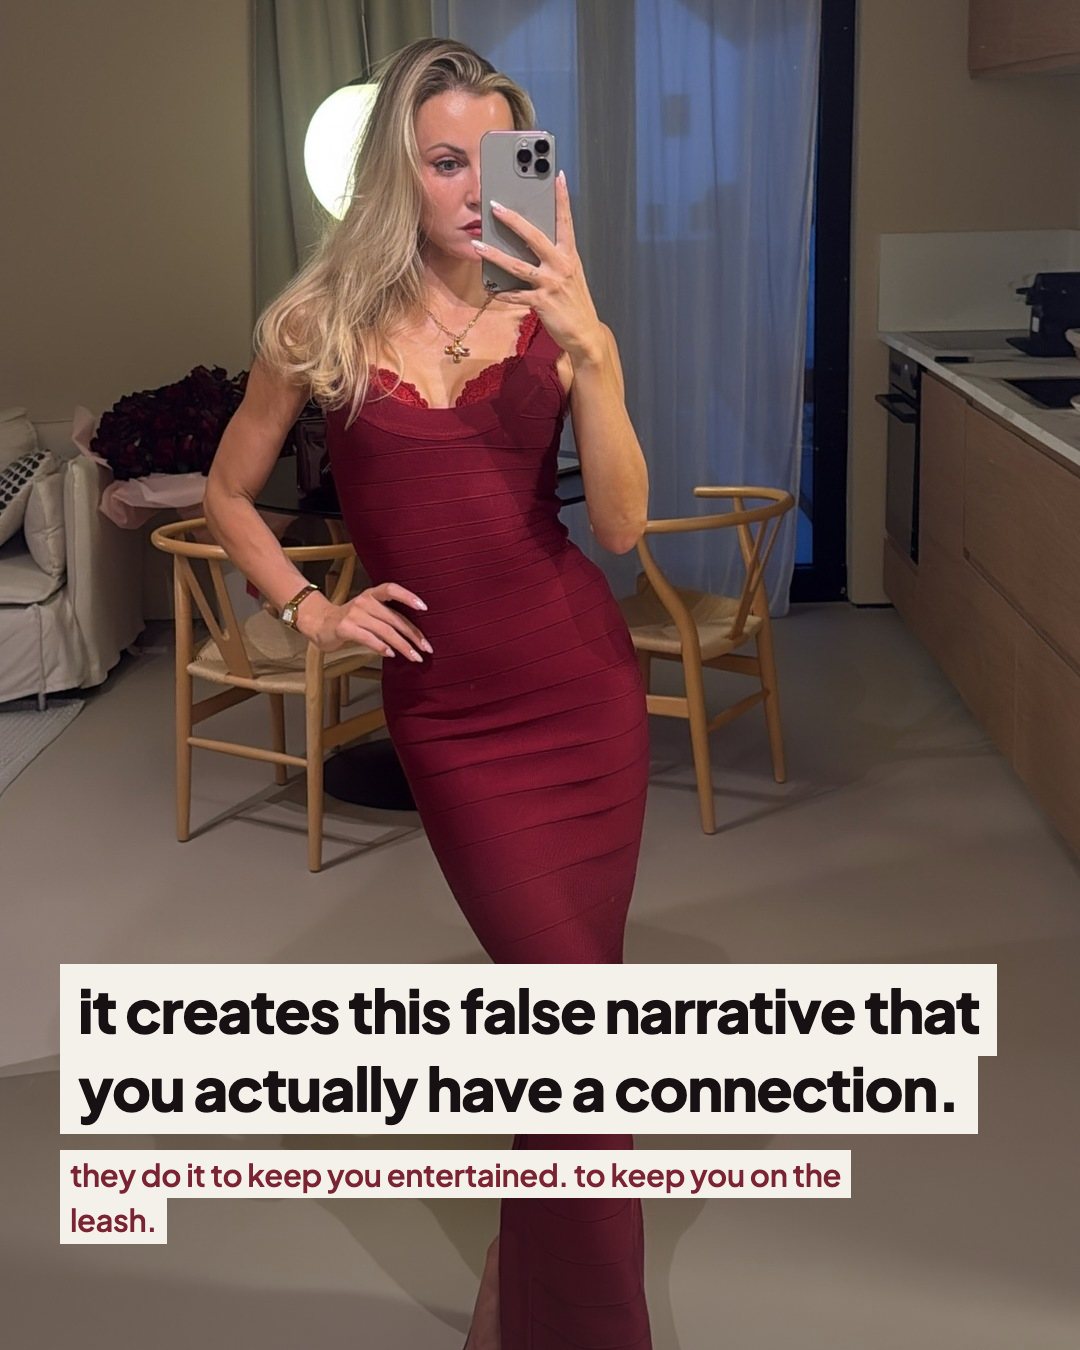 it creates this false narrative that
you actually have a connection.
they do it to keep you entertained. to keep you on the
leash.